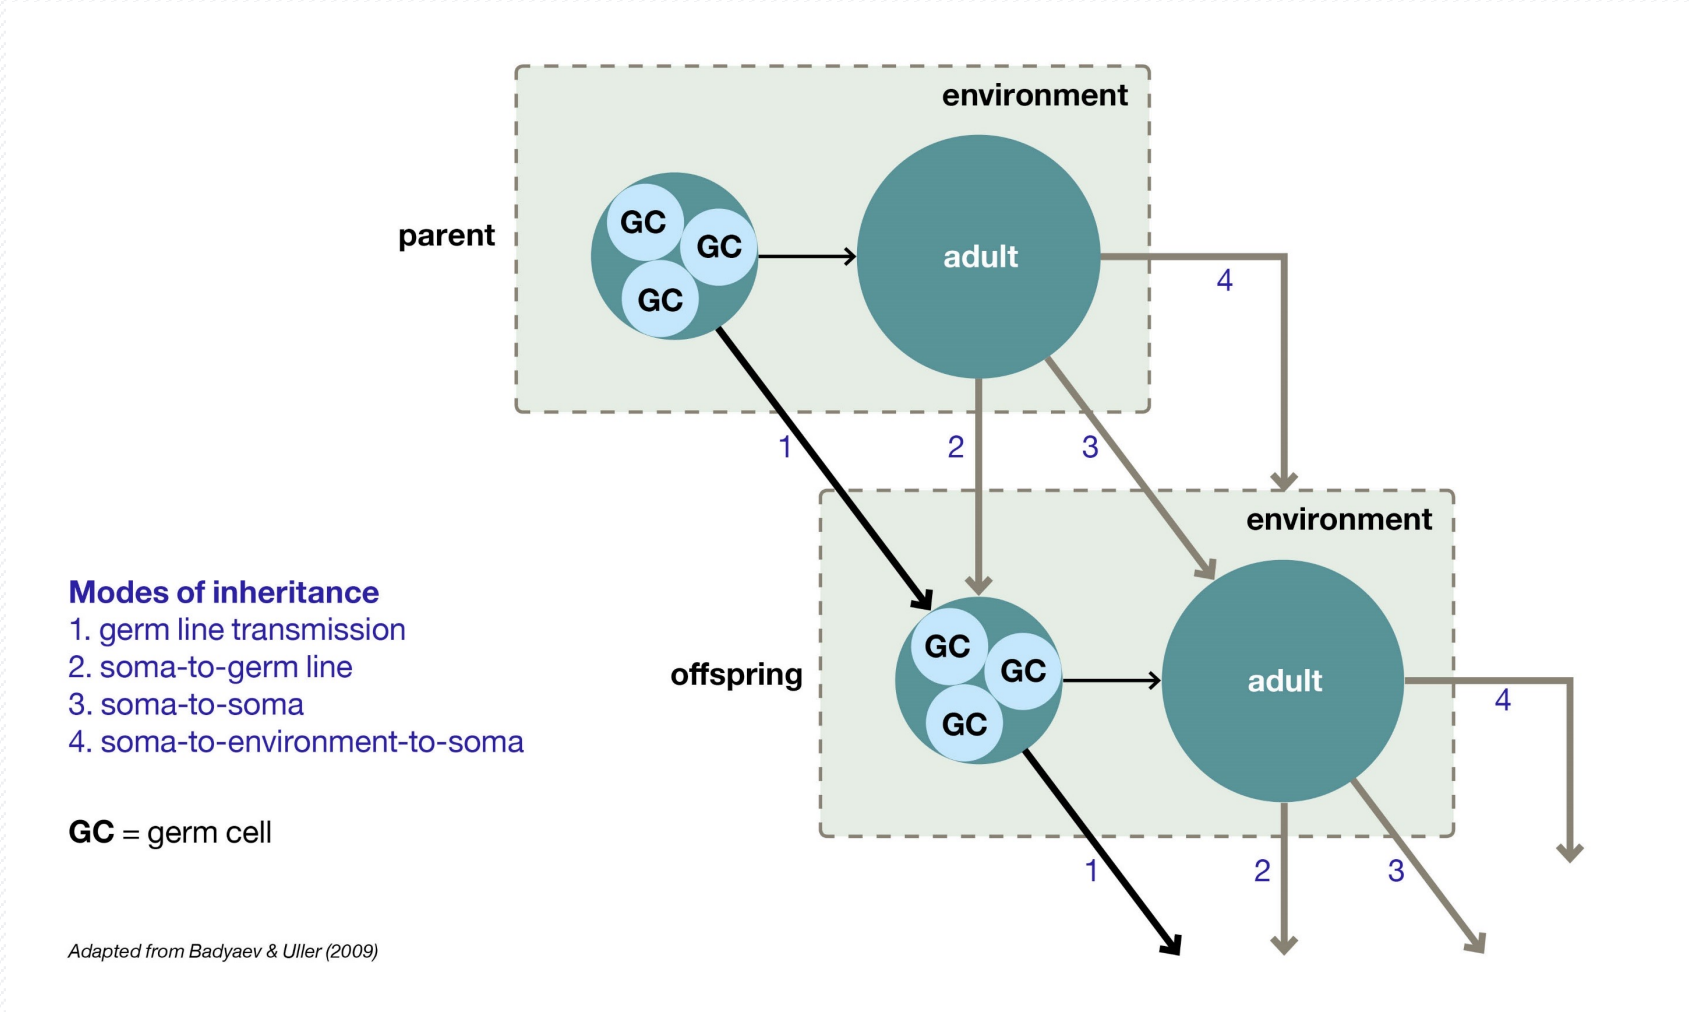 environment
parent
GC
GC
GC
adult
4
1
2
3
environment
offspring
GC
GC
GC
adult
4
1
2
3
Modes of inheritance
1. germ line transmission
2. soma-to-germ line
3. soma-to-soma
4. soma-to-environment-to-soma
GC = germ cell
Adapted from Badyaev & Uller (2009)